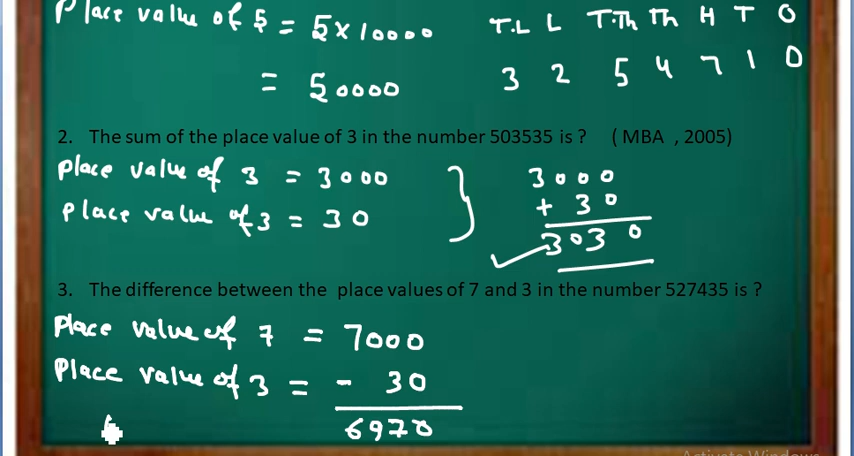 Place value of 5 = 5×10000
T.L L T.Th Th H T O
= 50000
3 2 5 4 7 1 0
2. The sum of the place value of 3 in the number 503535 is ? ( MBA , 2005)
Place value of 3 = 3000
3000
Place value of 3 = 30
+ 30
3030
3. The difference between the place values of 7 and 3 in the number 527435 is ?
Place value of 7 = 7000
Place value of 3 = - 30
6970
Activate Windows